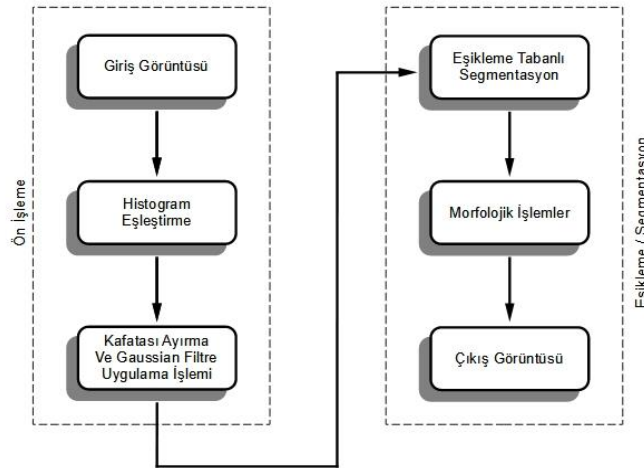 Ön İşleme
Giriş Görüntüsü
Histogram
Eşleştirme
Kafatası Ayırma
Ve Gaussian Filtre
Uygulama İşlemi
Eşikleme Tabanlı
Segmentasyon
Morfolojik İşlemler
Çıkış Görüntüsü
Eşikleme / Segmentasyon